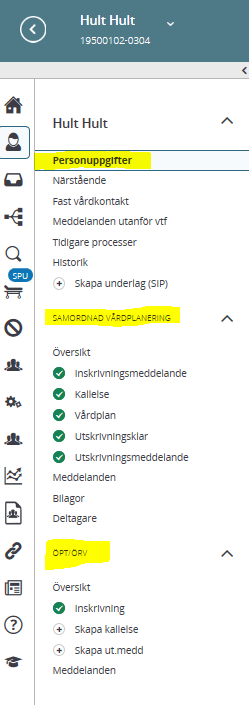 Hult Hult
19500102-0304
Hult Hult
Personuppgifter
Närstående
Fast vårdkontakt
Meddelanden utanför vtf
Tidigare processer
Historik
Skapa underlag (SIP)
SPU
SAMORDNAD VÅRDPLANERING
Översikt
Inskrivningsmeddelande
Kallelse
Vårdplan
Utskrivningsklar
Utskrivningsmeddelande
Meddelanden
Bilagor
Deltagare
ÖPT/ÖRV
Översikt
Inskrivning
Skapa kallelse
Skapa ut.medd
Meddelanden